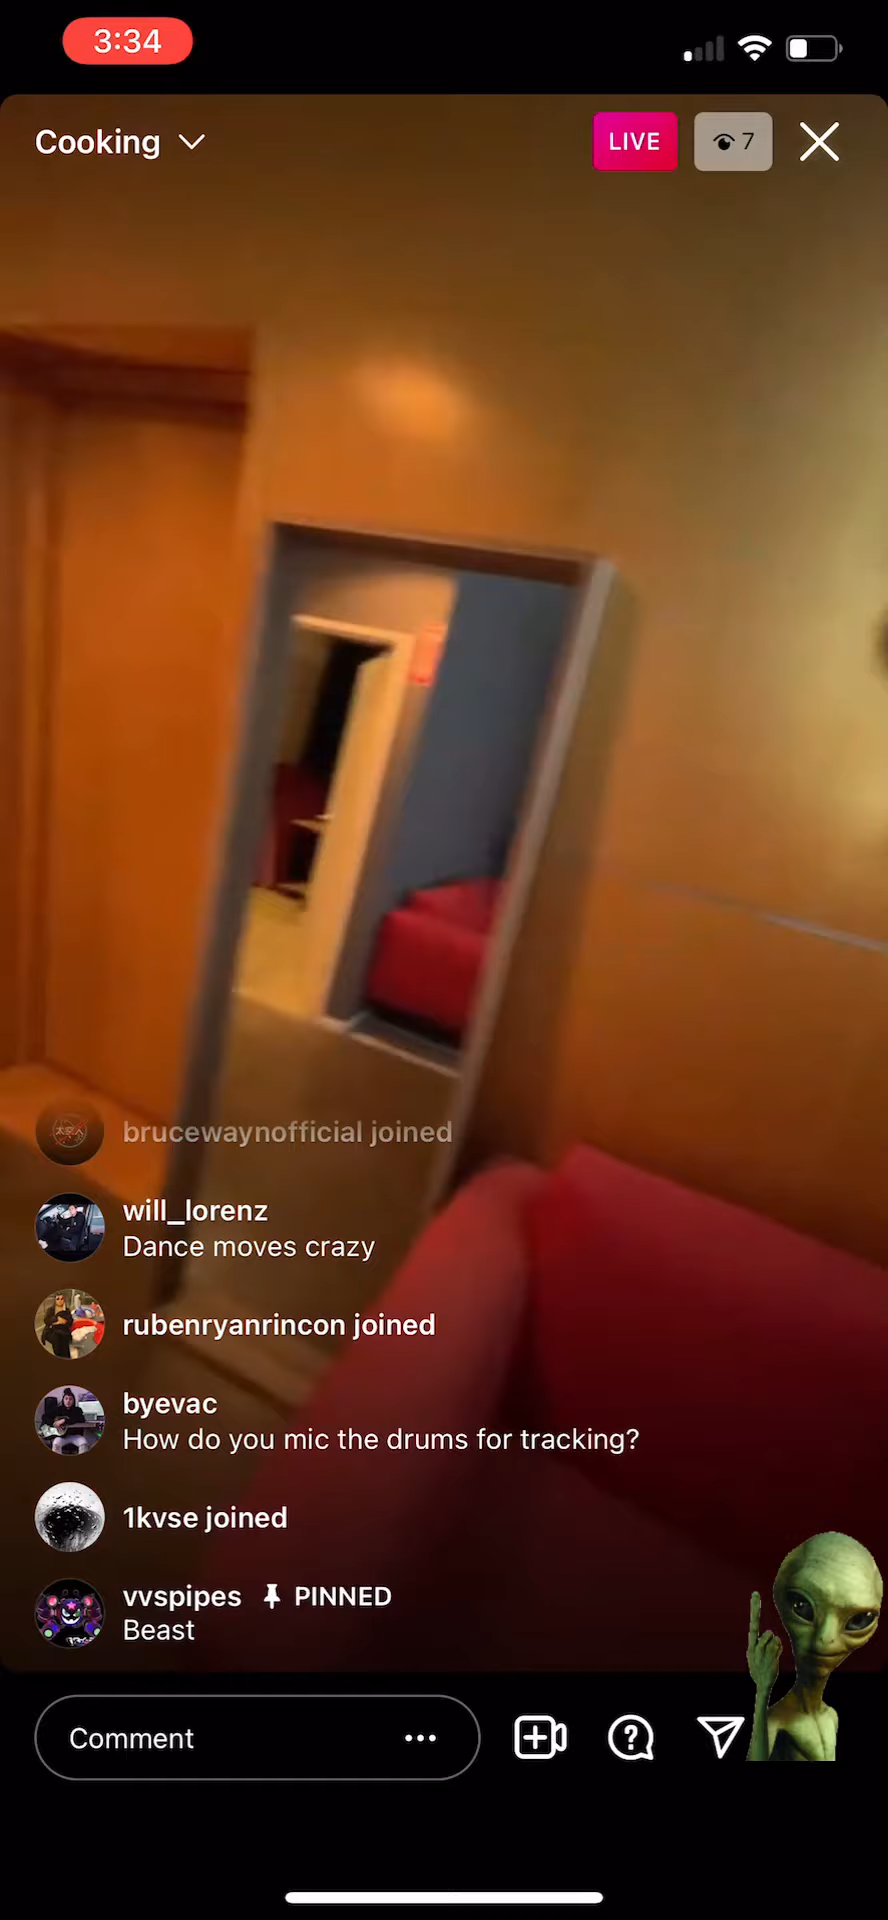 3:34
Cooking
LIVE
7
brucewaynofficial joined
will_lorenz
Dance moves crazy
rubenryanrincon joined
byevac
How do you mic the drums for tracking?
1kvse joined
vvspipes PINNED
Beast
Comment